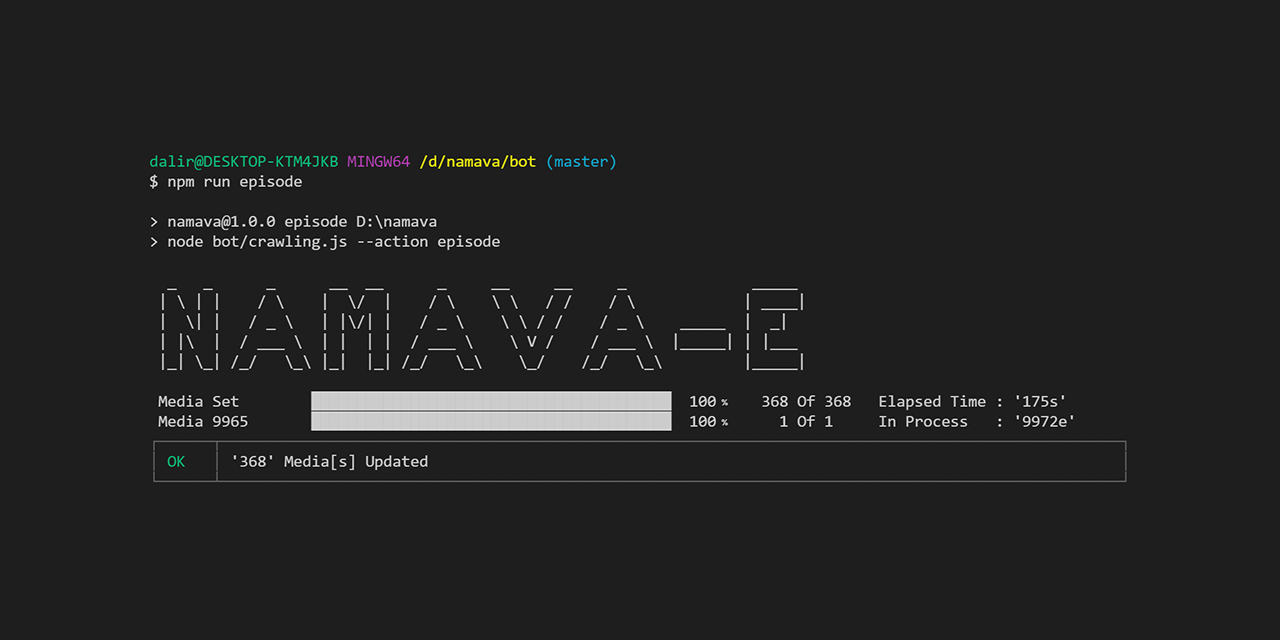 dalir@DESKTOP-KTM4JKB MINGW64 /d/namava/bot (master)
$ npm run episode
> namava@1.0.0 episode D:\namava
> node bot/crawling.js --action episode
NAMAVA-E
Media Set 100 % 368 Of 368 Elapsed Time : '175s'
Media 9965 100 % 1 Of 1 In Process : '9972e'
OK '368' Media[s] Updated